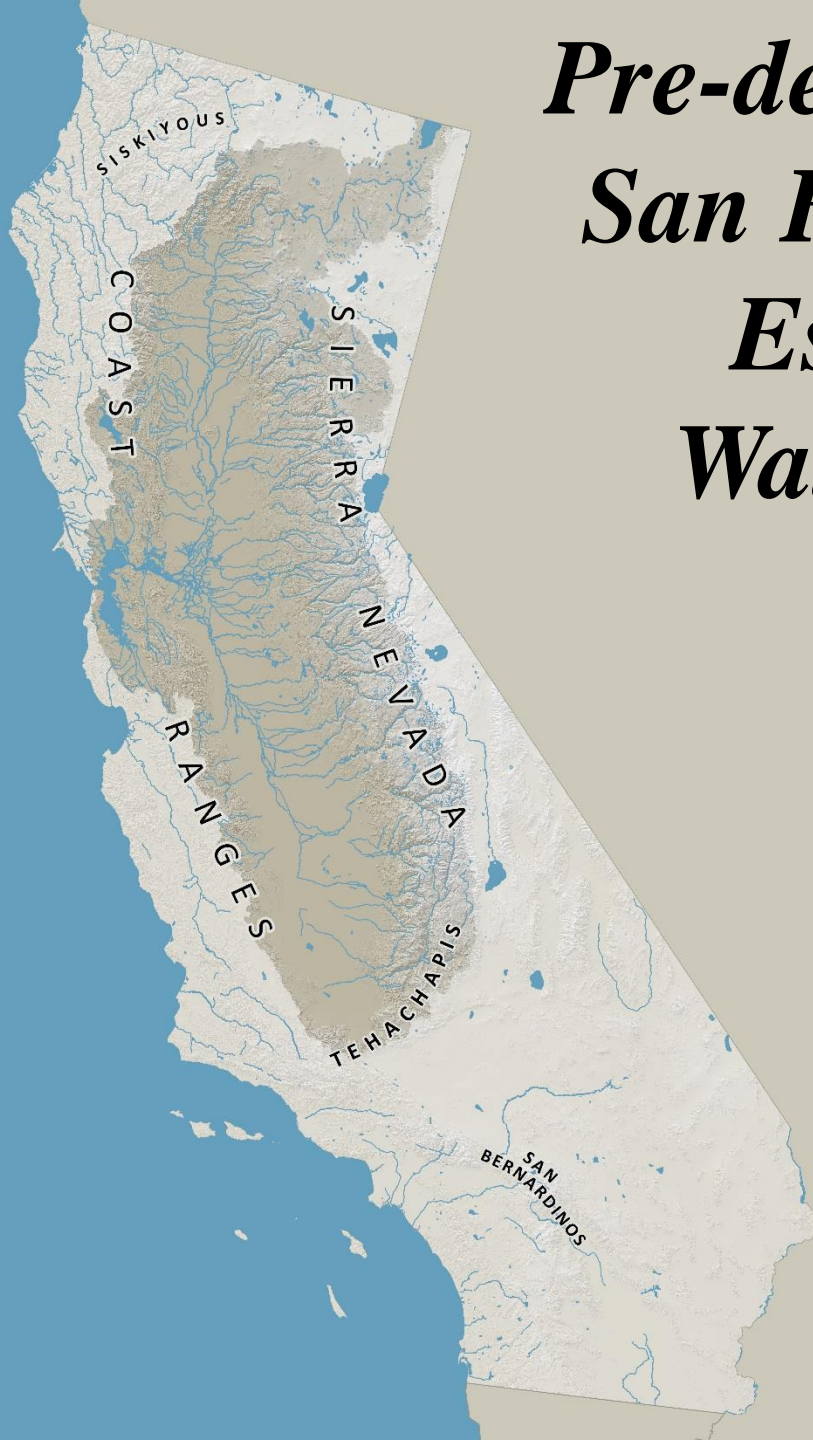 Pre-de
San F
Es
Wa
SISKIYOUS
COAST
RANGES
SIERRA
NEVADA
TEHACHAPIS
SAN
BERNARDINOS